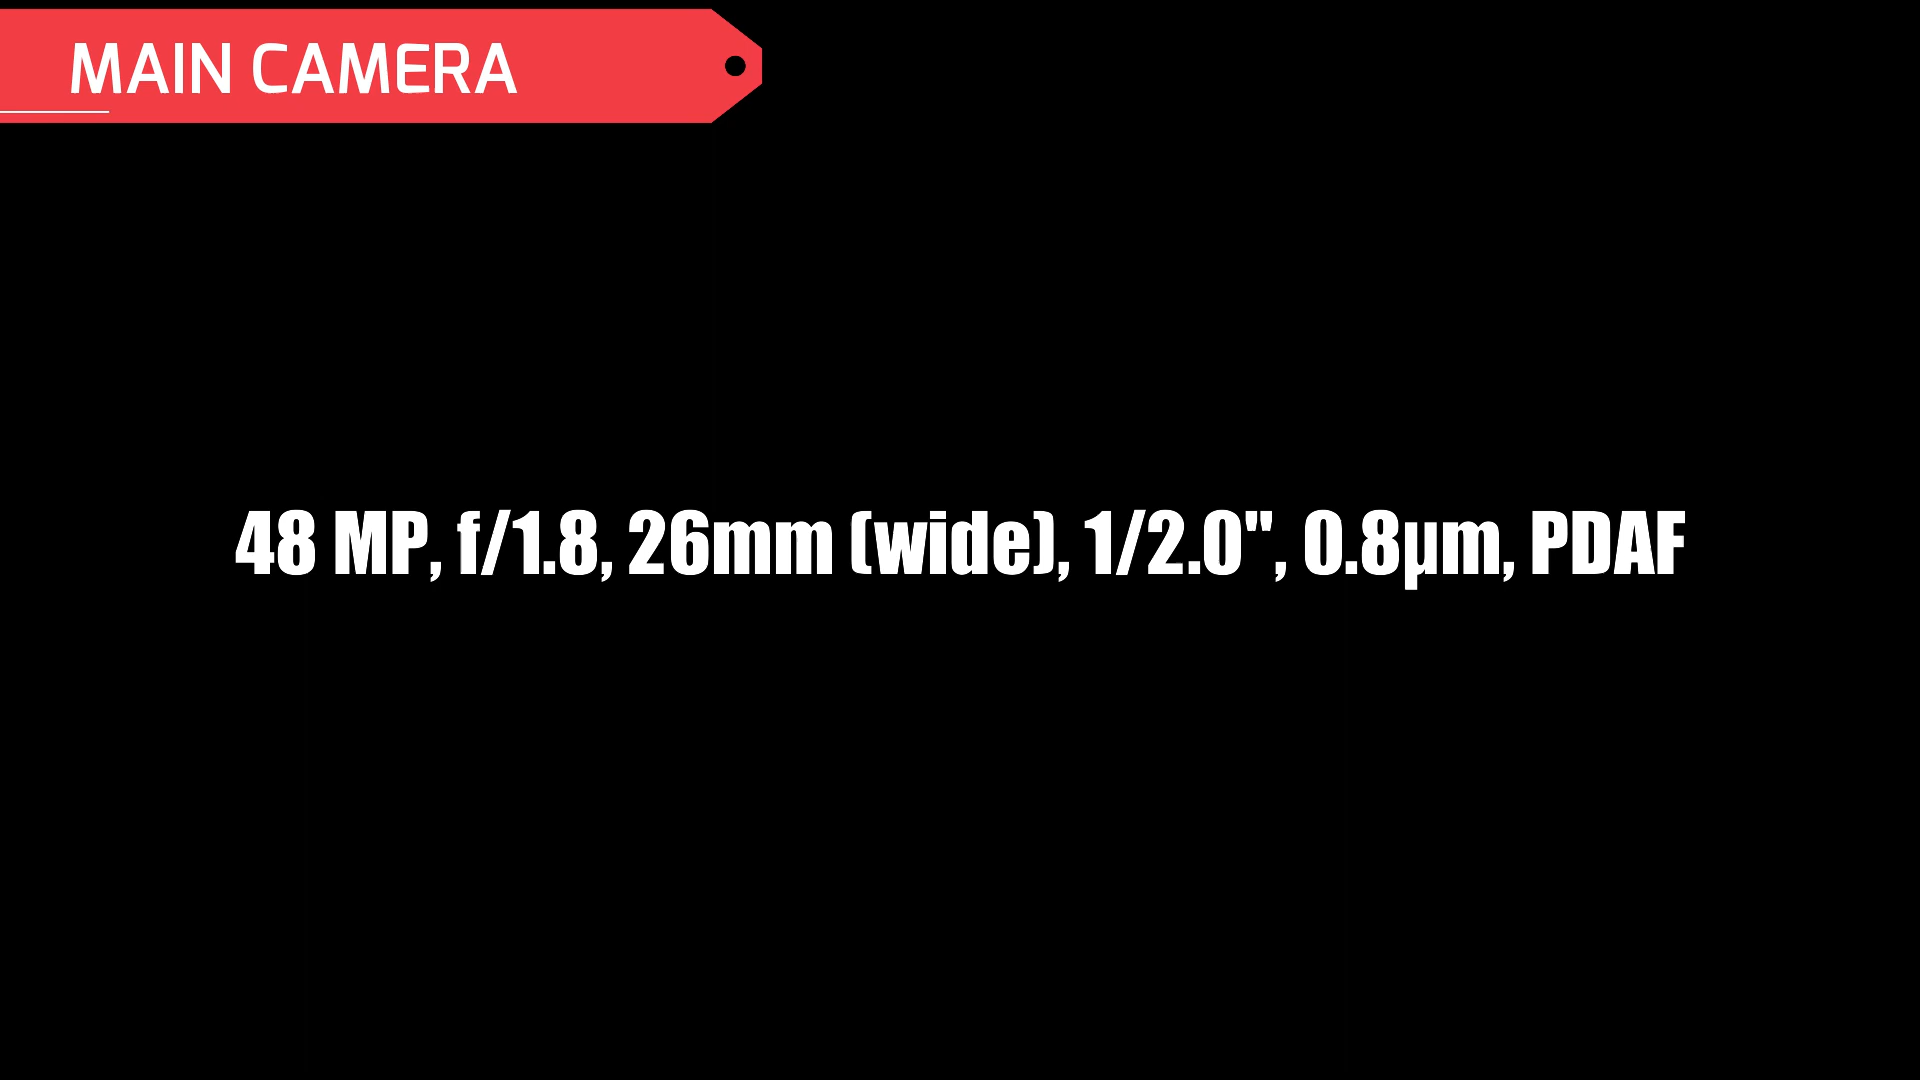 MAIN CAMERA
48 MP, f/1.8, 26mm (wide), 1/2.0", 0.8µm, PDAF